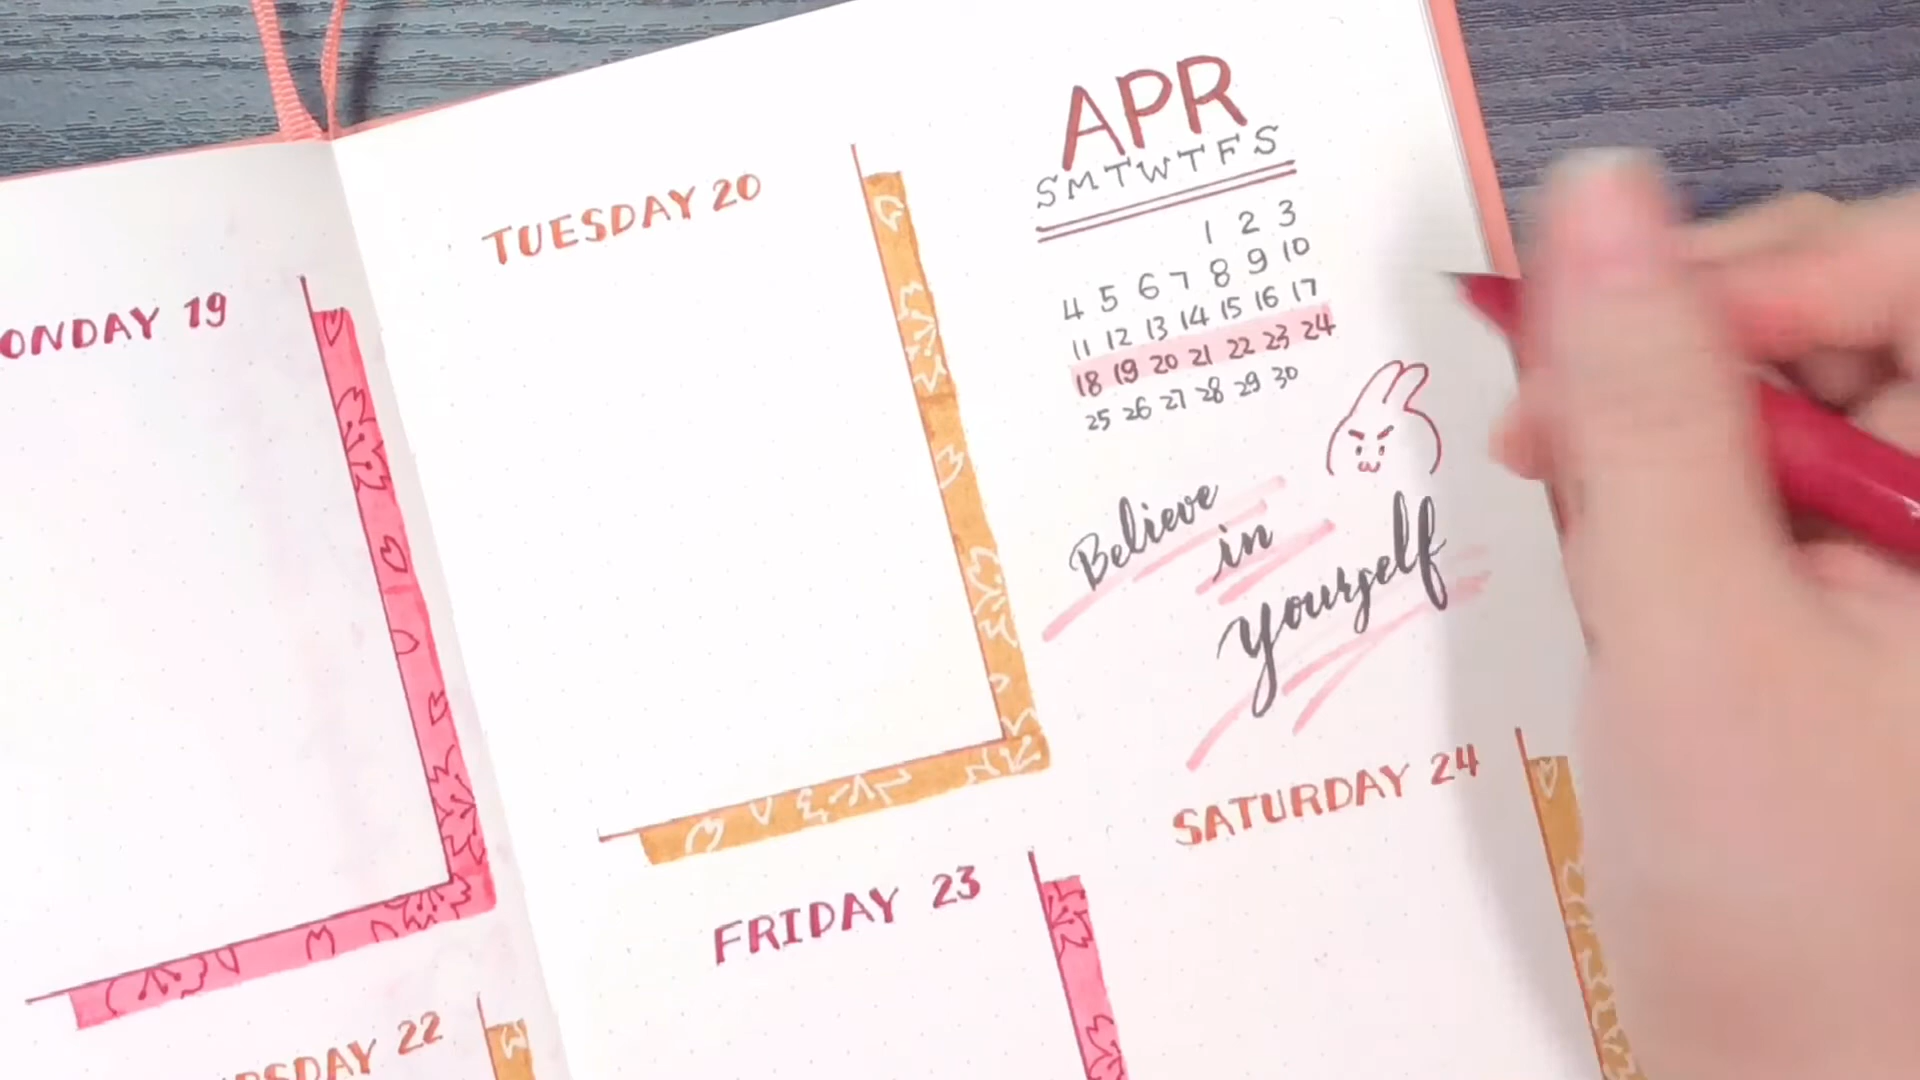 ONDAY 19
TUESDAY 20
APR
S M T W T F S
1 2 3
4 5 6 7 8 9 10
11 12 13 14 15 16 17
18 19 20 21 22 23 24
25 26 27 28 29 30
Believe
in
yourself
SATURDAY 24
FRIDAY 23
RSDAY 22